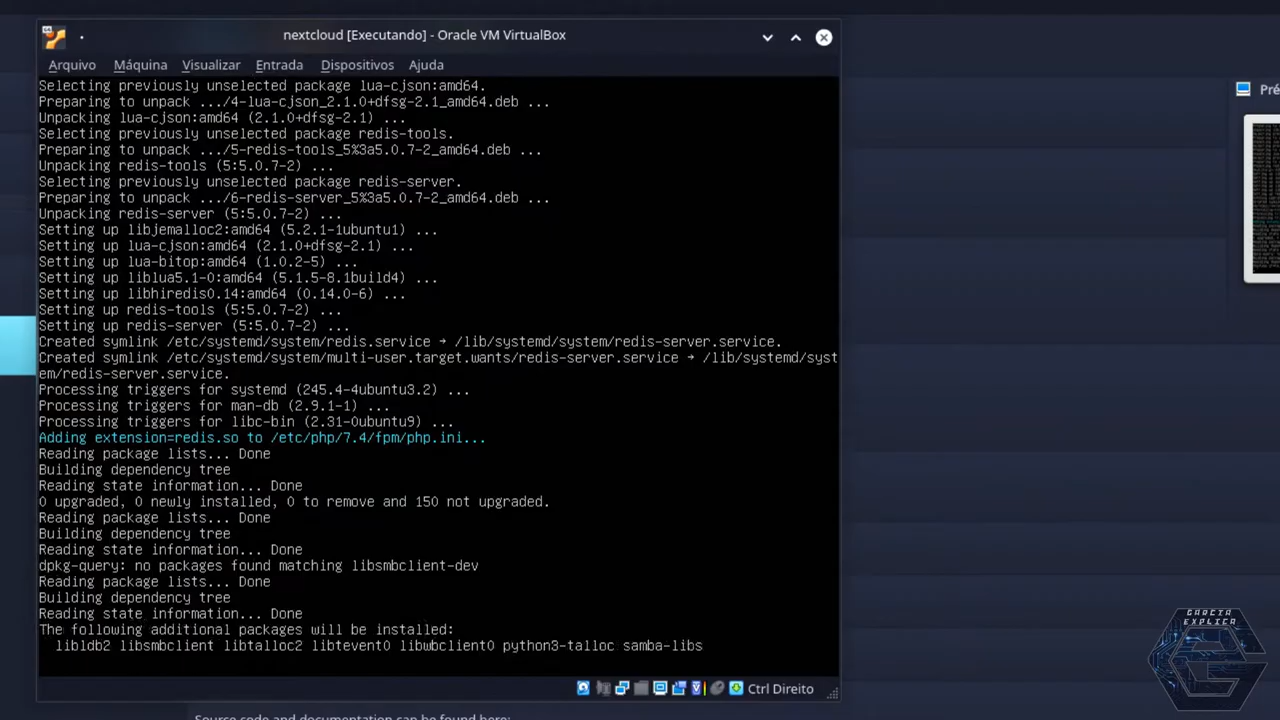 nextcloud [Executando] - Oracle VM VirtualBox
Arquivo Máquina Visualizar Entrada Dispositivos Ajuda
Selecting previously unselected package lua-cjson:amd64.
Preparing to unpack .../4-lua-cjson_2.1.0+dfsg-2.1_amd64.deb ...
Unpacking lua-cjson:amd64 (2.1.0+dfsg-2.1) ...
Selecting previously unselected package redis-tools.
Preparing to unpack .../5-redis-tools_5%3a5.0.7-2_amd64.deb ...
Unpacking redis-tools (5:5.0.7-2) ...
Selecting previously unselected package redis-server.
Preparing to unpack .../6-redis-server_5%3a5.0.7-2_amd64.deb ...
Unpacking redis-server (5:5.0.7-2) ...
Setting up libjemalloc2:amd64 (5.2.1-1ubuntu1) ...
Setting up lua-cjson:amd64 (2.1.0+dfsg-2.1) ...
Setting up lua-bitop:amd64 (1.0.2-5) ...
Setting up liblua5.1-0:amd64 (5.1.5-8.1build4) ...
Setting up libhiredis0.14:amd64 (0.14.0-6) ...
Setting up redis-tools (5:5.0.7-2) ...
Setting up redis-server (5:5.0.7-2) ...
Created symlink /etc/systemd/system/redis.service → /lib/systemd/system/redis-server.service.
Created symlink /etc/systemd/system/multi-user.target.wants/redis-server.service → /lib/systemd/syst
em/redis-server.service.
Processing triggers for systemd (245.4-4ubuntu3.2) ...
Processing triggers for man-db (2.9.1-1) ...
Processing triggers for libc-bin (2.31-0ubuntu9) ...
Adding extension=redis.so to /etc/php/7.4/fpm/php.ini...
Reading package lists... Done
Building dependency tree
Reading state information... Done
0 upgraded, 0 newly installed, 0 to remove and 150 not upgraded.
Reading package lists... Done
Building dependency tree
Reading state information... Done
dpkg-query: no packages found matching libsmbclient-dev
Reading package lists... Done
Building dependency tree
Reading state information... Done
The following additional packages will be installed:
libldb2 libsmbclient libtalloc2 libtevent0 libwbclient0 python3-talloc samba-libs
Ctrl Direito
Source code and documentation can be found here:
Pré
GARCIA
EXPLICA